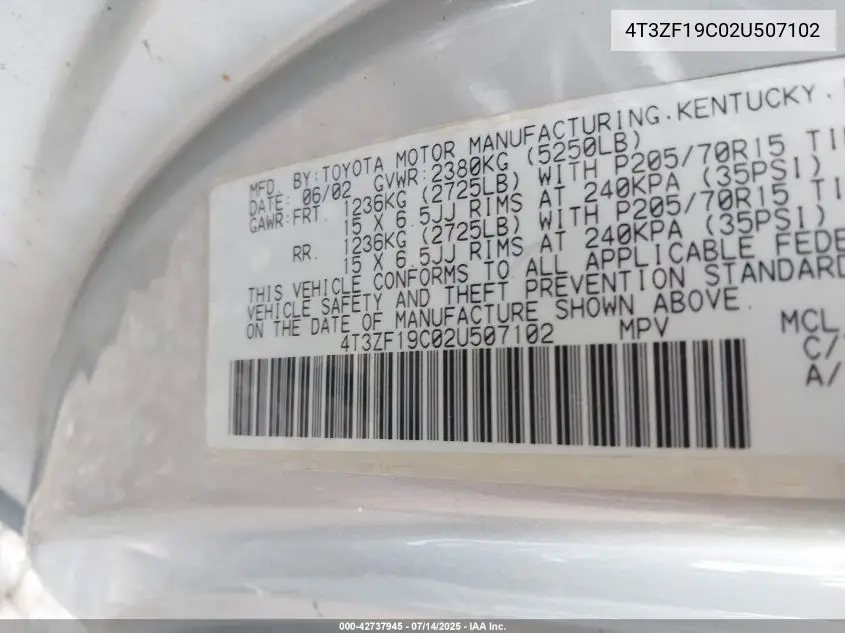 4T3ZF19C02U507102
MFD. BY:TOYOTA MOTOR MANUFACTURING.KENTUCKY.
DATE: 06/02 GVWR:2380KG (5250LB)
GAWR:FRT. 1236KG (2725LB) WITH P205/70R15
15 X 6.5JJ RIMS AT 240KPA (35PSI)
RR. 1236KG (2725LB) WITH P205/70R15
15 X 6.5JJ RIMS AT 240KPA (35PSI)
THIS VEHICLE CONFORMS TO ALL APPLICABLE FEDE
VEHICLE SAFETY AND THEFT PREVENTION STANDARD
ON THE DATE OF MANUFACTURE SHOWN ABOVE.
4T3ZF19C02U507102 MPV MCL
C/
A/
000-42737945 - 07/14/2025 - IAA Inc.